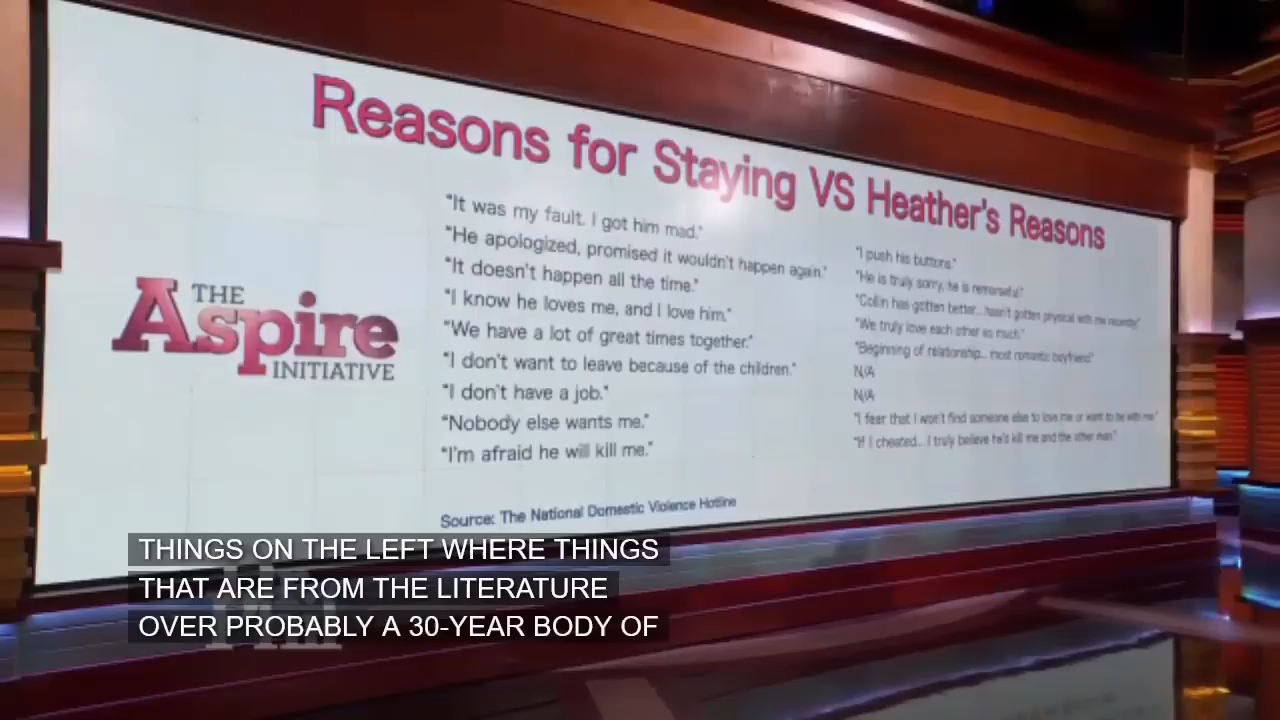 Reasons for Staying VS Heather's Reasons
THE
Aspire
INITIATIVE
"It was my fault. I got him mad."
"He apologized, promised it wouldn't happen again."
"It doesn't happen all the time."
"I know he loves me, and I love him."
"We have a lot of great times together."
"I don't want to leave because of the children."
"I don't have a job."
"Nobody else wants me."
"I'm afraid he will kill me."
"I push his buttons."
"He is truly sorry, he is remorseful."
"Collin has gotten better... hasn't gotten physical with me recently"
"We truly love each other so much."
"Beginning of relationship... most romantic boyfriend"
N/A
N/A
"I fear that I won't find someone else to love me or want to be with me."
"If I cheated... I truly believe he'd kill me and the other man."
Source: The National Domestic Violence Hotline
THINGS ON THE LEFT WHERE THINGS
THAT ARE FROM THE LITERATURE
OVER PROBABLY A 30-YEAR BODY OF